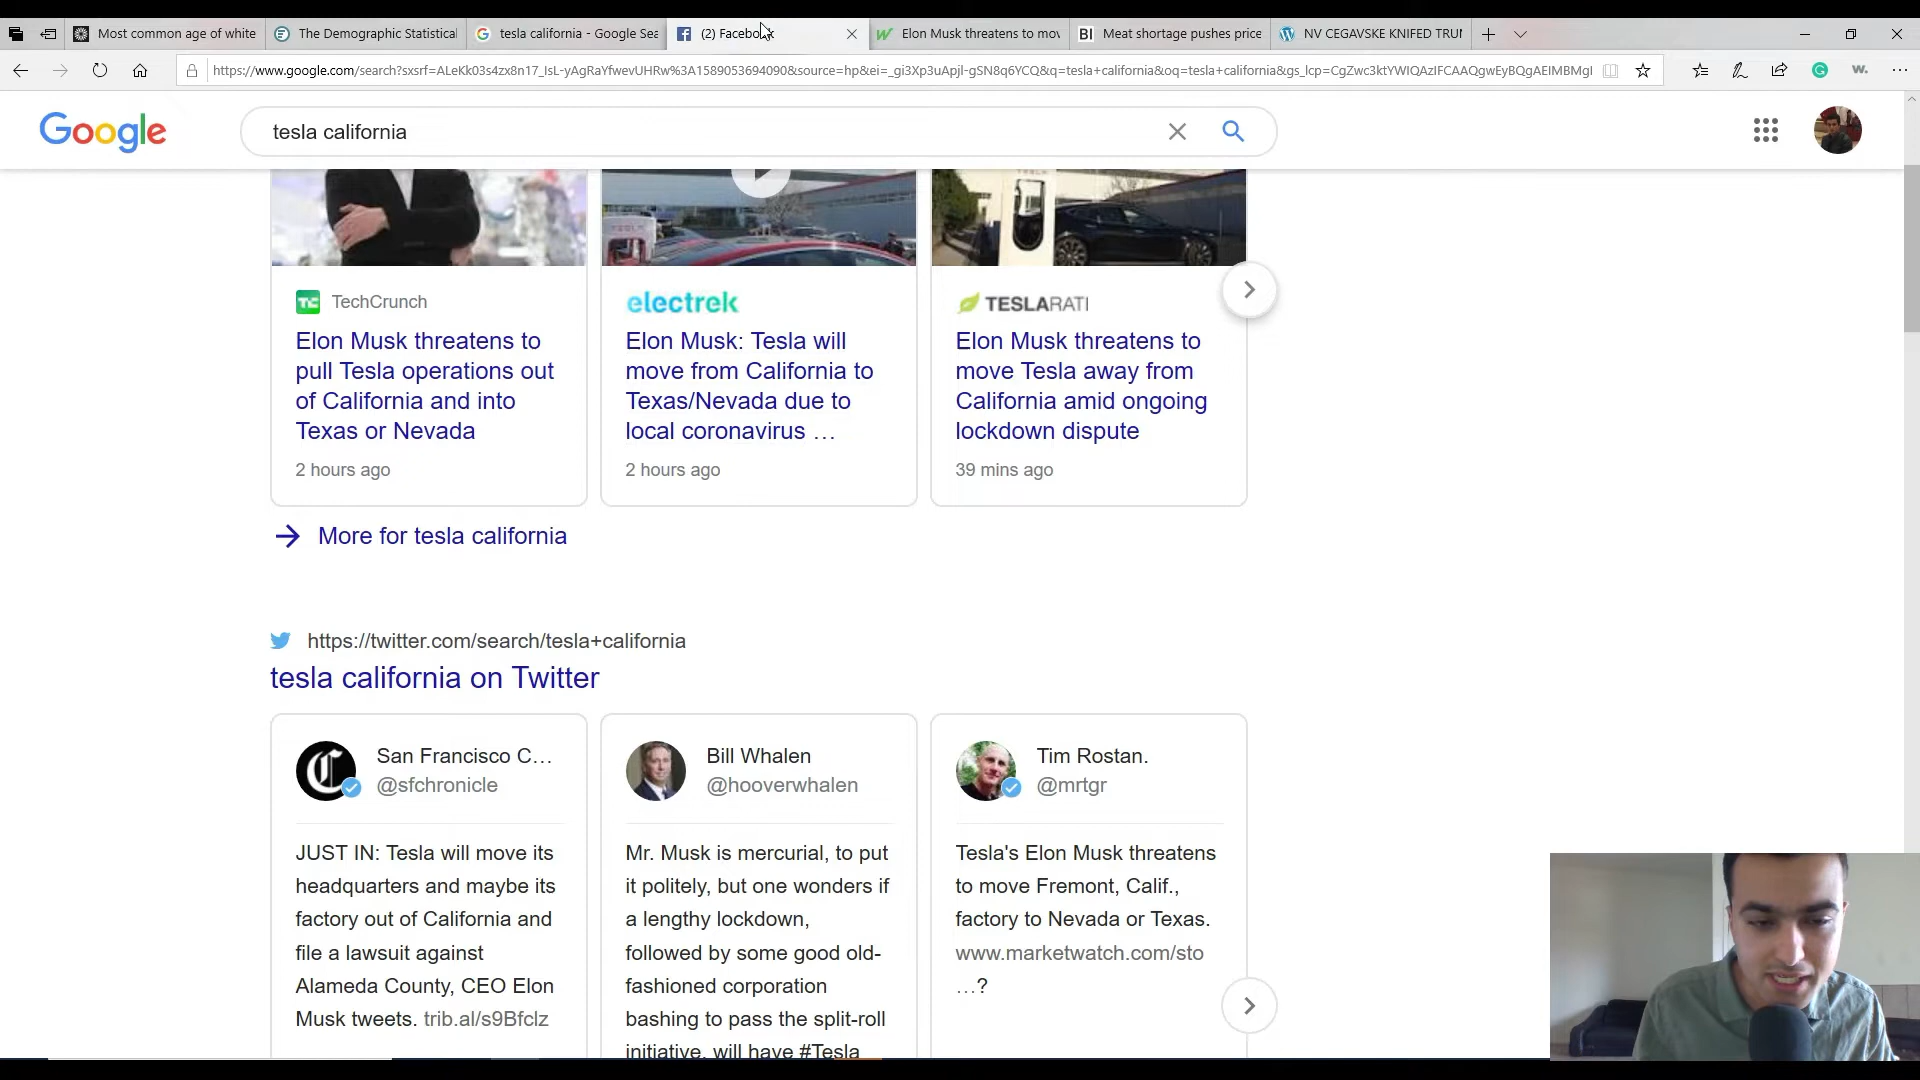 Most common age of white
The Demographic Statistical
tesla california - Google Sea
(2) Facebook
Elon Musk threatens to mov
BI Meat shortage pushes price
NV CEGAVSKE KNIFED TRUM
https://www.google.com/search?sxsrf=ALeKk03s4zx8n17_IsL-yAgRaYfwevUHRw%3A1589053694090&source=hp&ei=_gi3Xp3uApjI-gSN8q6YCQ&q=tesla+california&oq=tesla+california&gs_lcp=CgZwc3ktYWIQAzIFCAAQgwEyBQgAEIMBMgI
Google
tesla california
TechCrunch
Elon Musk threatens to
pull Tesla operations out
of California and into
Texas or Nevada
2 hours ago
electrek
Elon Musk: Tesla will
move from California to
Texas/Nevada due to
local coronavirus …
2 hours ago
TESLARATI
Elon Musk threatens to
move Tesla away from
California amid ongoing
lockdown dispute
39 mins ago
More for tesla california
https://twitter.com/search/tesla+california
tesla california on Twitter
San Francisco C...
@sfchronicle
JUST IN: Tesla will move its
headquarters and maybe its
factory out of California and
file a lawsuit against
Alameda County, CEO Elon
Musk tweets. trib.al/s9Bfclz
Bill Whalen
@hooverwhalen
Mr. Musk is mercurial, to put
it politely, but one wonders if
a lengthy lockdown,
followed by some good old-
fashioned corporation
bashing to pass the split-roll
initiative, will have #Tesla
Tim Rostan.
@mrtgr
Tesla's Elon Musk threatens
to move Fremont, Calif.,
factory to Nevada or Texas.
www.marketwatch.com/sto
…?